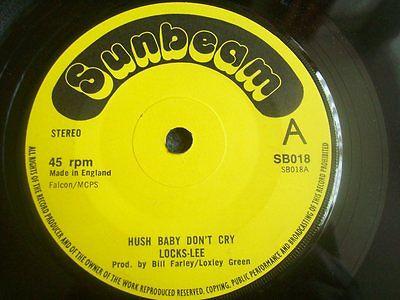 Sunbeam
STEREO
A
45 rpm
Made in England
Falcon/MCPS
SB018
SB018A
HUSH BABY DON'T CRY
LOCKS-LEE
Prod. by Bill Farley/Loxley Green
ALL RIGHTS OF THE RECORD PRODUCER AND OF THE OWNER OF THE WORK REPRODUCED RESERVED. COPYING, PUBLIC PERFORMANCE AND BROADCASTING OF THIS RECORD PROHIBITED